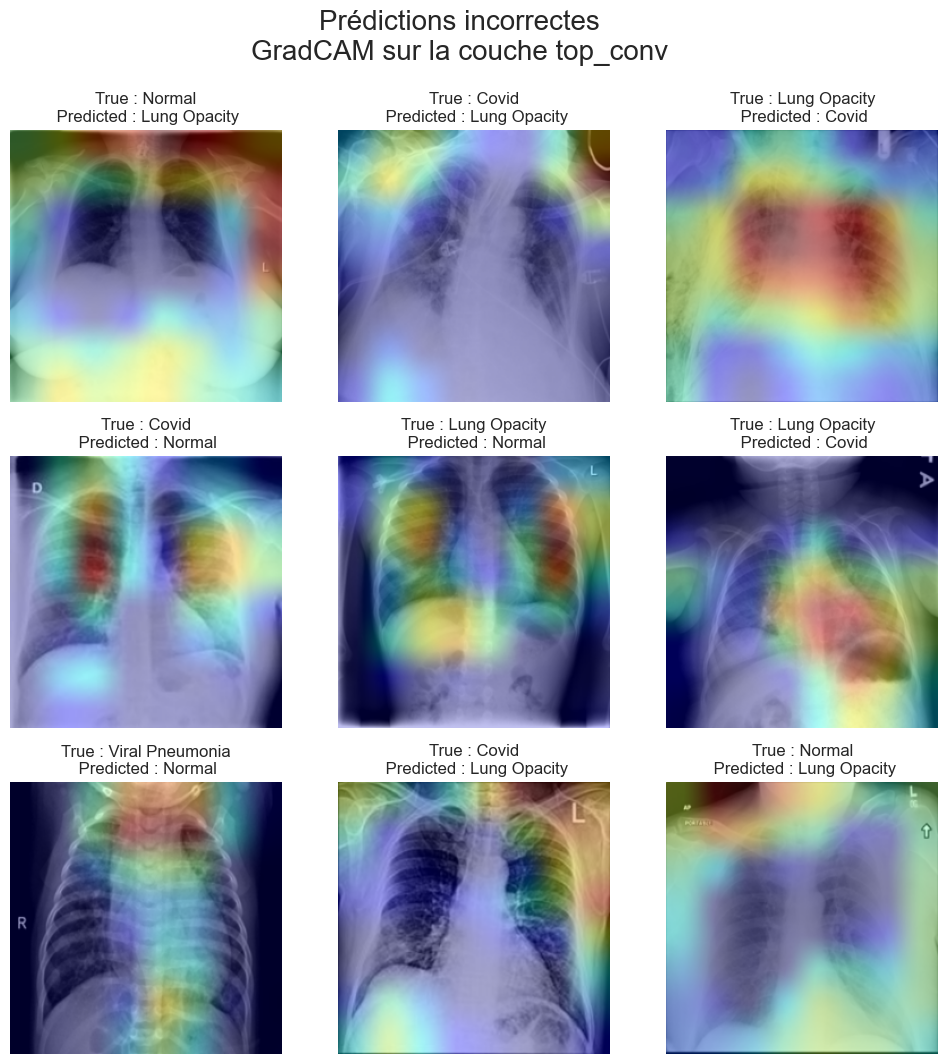 Prédictions incorrectes
GradCAM sur la couche top_conv
True : Normal
Predicted : Lung Opacity
True : Covid
Predicted : Lung Opacity
True : Lung Opacity
Predicted : Covid
L
True : Covid
Predicted : Normal
True : Lung Opacity
Predicted : Normal
True : Lung Opacity
Predicted : Covid
D
L
A
True : Viral Pneumonia
Predicted : Normal
True : Covid
Predicted : Lung Opacity
True : Normal
Predicted : Lung Opacity
R
L
AP
L